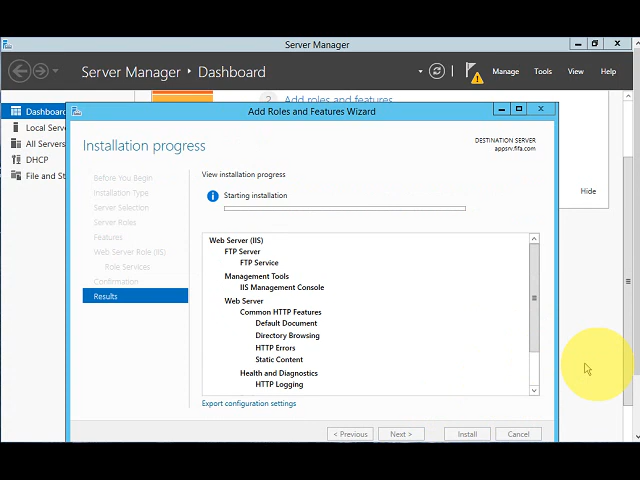 Server Manager
Server Manager • Dashboard
Manage
Tools
View
Help
Dashboard
Local Serve
All Servers
DHCP
File and St
2
Add roles and features
Hide
Add Roles and Features Wizard
Installation progress
DESTINATION SERVER
appsrv.fifa.com
Before You Begin
Installation Type
Server Selection
Server Roles
Features
Web Server Role (IIS)
Role Services
Confirmation
Results
View installation progress
Starting installation
Web Server (IIS)
FTP Server
FTP Service
Management Tools
IIS Management Console
Web Server
Common HTTP Features
Default Document
Directory Browsing
HTTP Errors
Static Content
Health and Diagnostics
HTTP Logging
Export configuration settings
< Previous
Next >
Install
Cancel